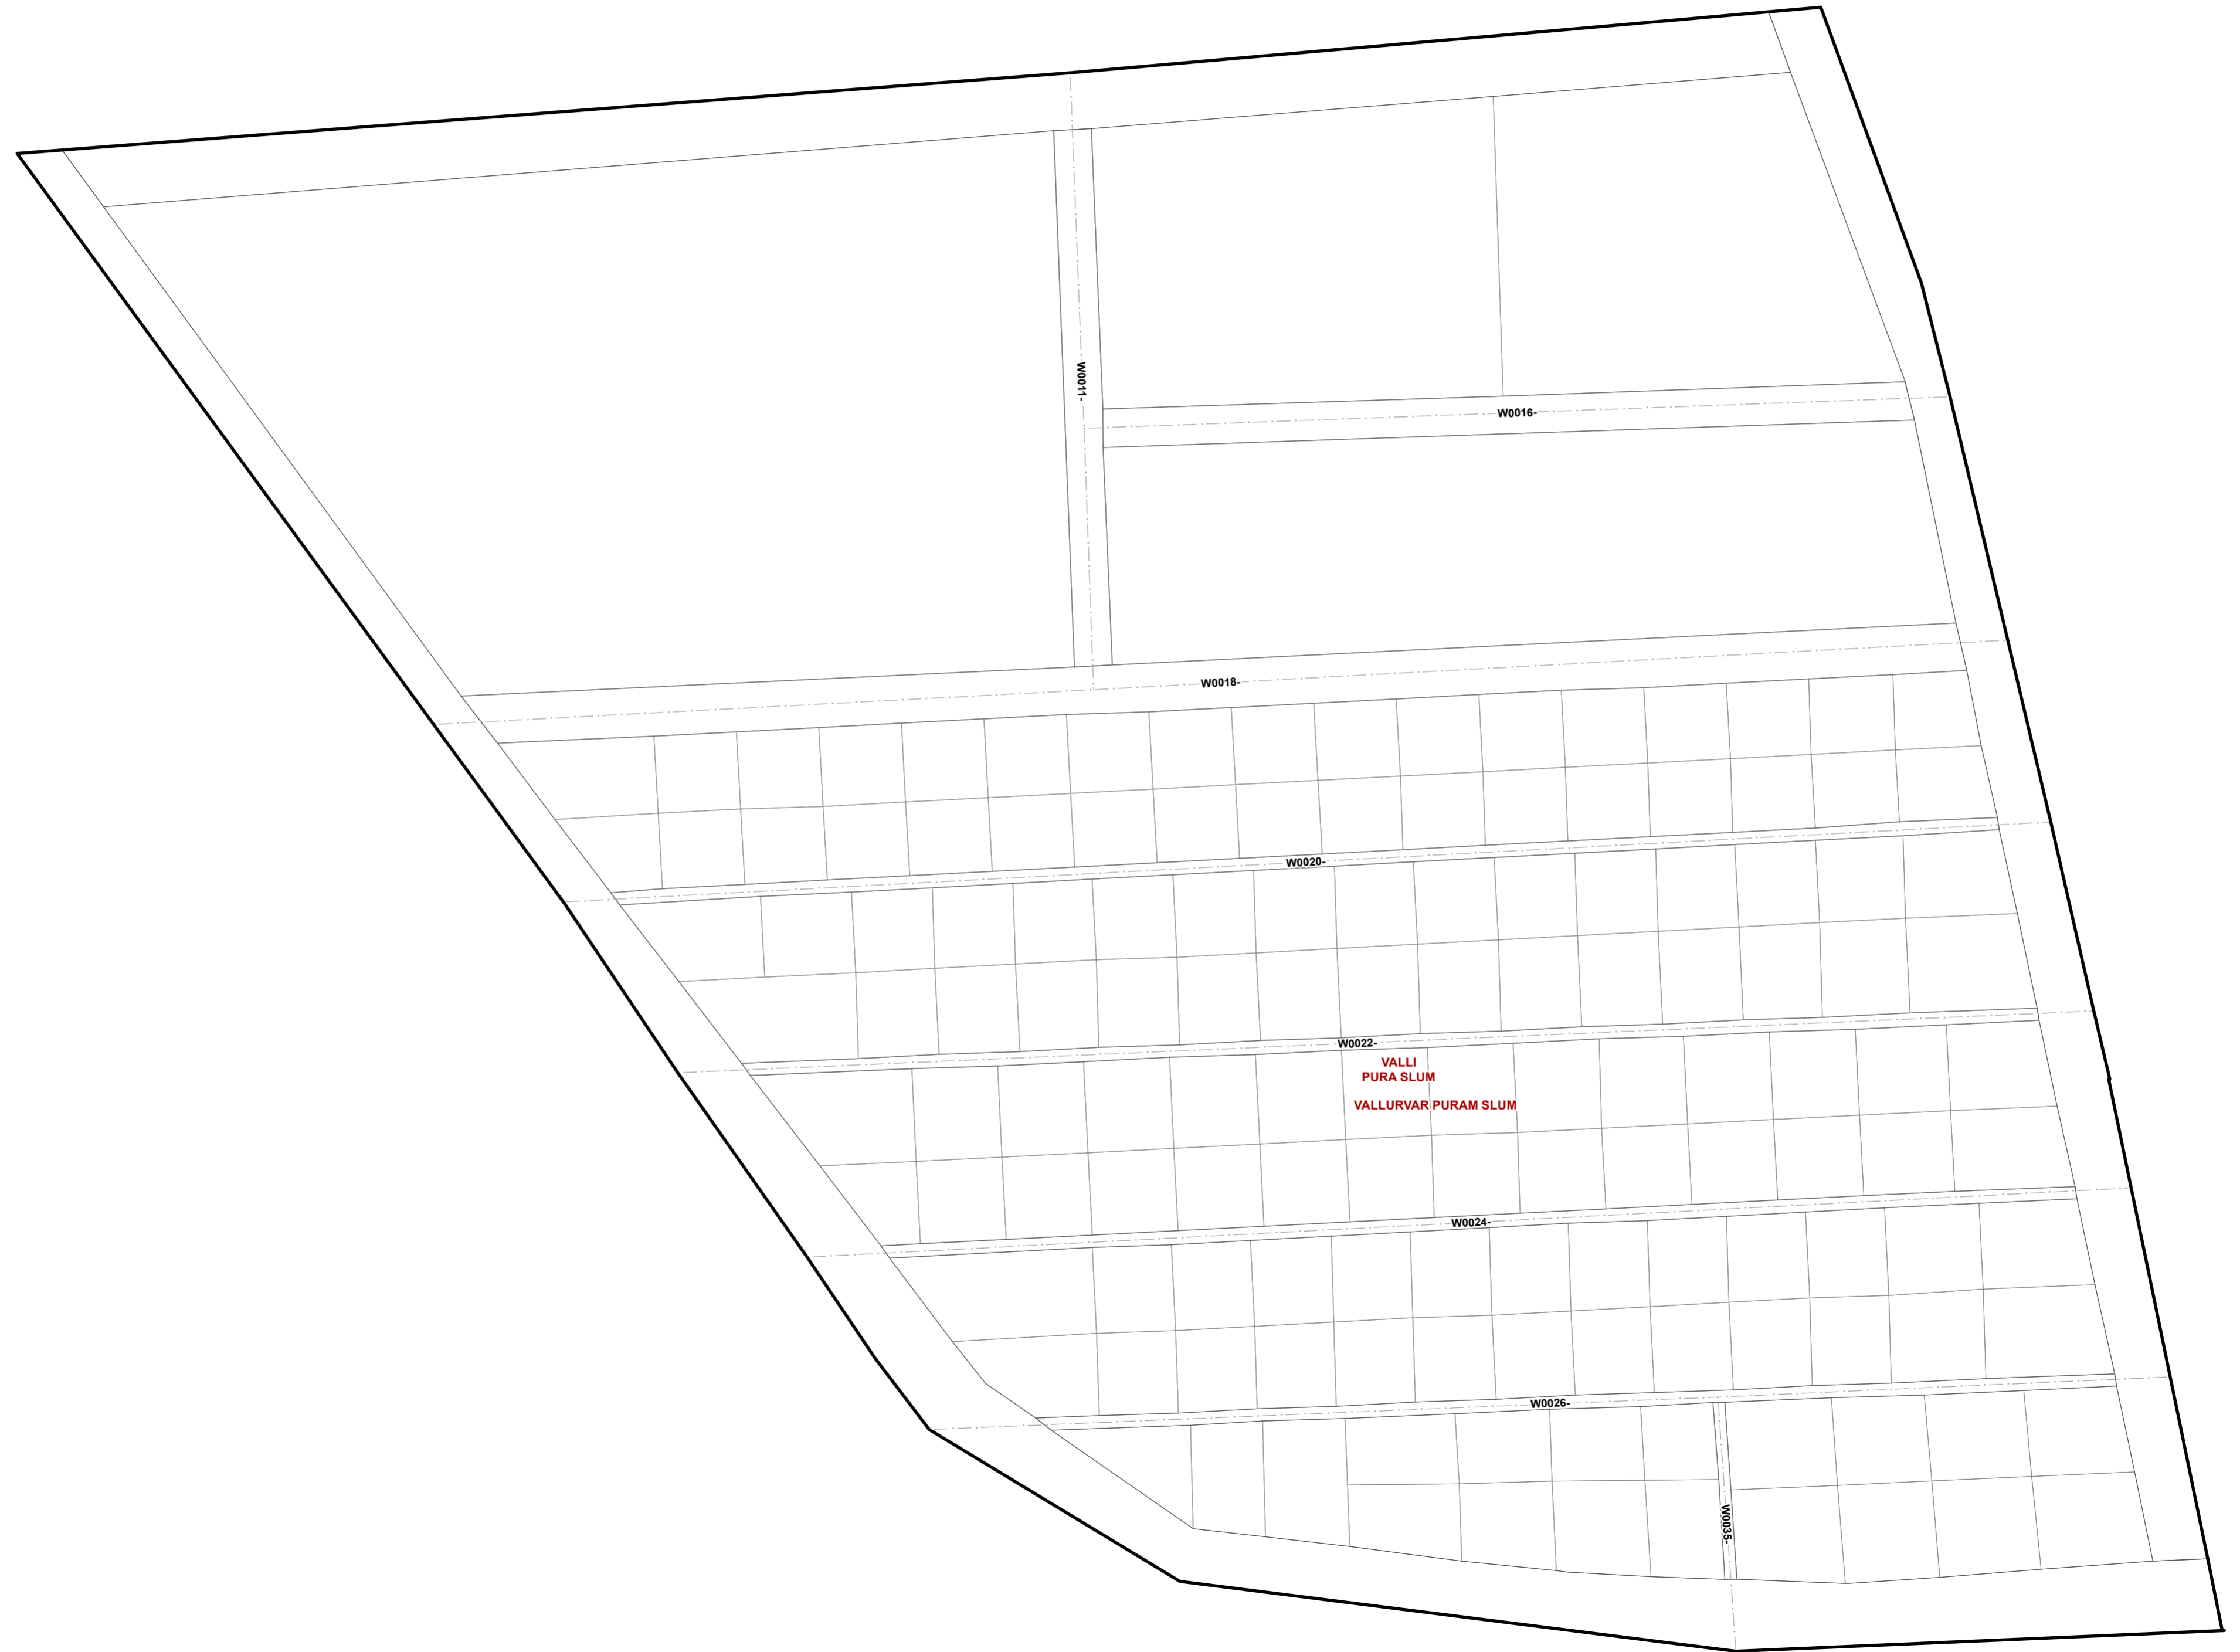 W0011-
W0016-
W0018-
W0020-
W0022-
VALLI
PURA SLUM
VALLURVAR PURAM SLUM
W0024-
W0026-
W0035-